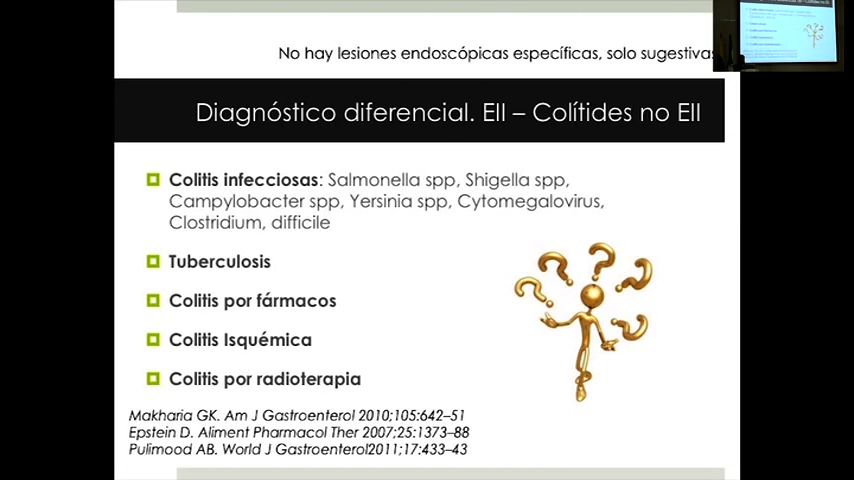 No hay lesiones endoscópicas específicas, solo sugestivas
Diagnóstico diferencial. EII – Colítides no EII
Colitis infecciosas: Salmonella spp, Shigella spp,
Campylobacter spp, Yersinia spp, Cytomegalovirus,
Clostridium, difficile
Tuberculosis
Colitis por fármacos
Colitis Isquémica
Colitis por radioterapia
Makharia GK. Am J Gastroenterol 2010;105:642–51
Epstein D. Aliment Pharmacol Ther 2007;25:1373–88
Pulimood AB. World J Gastroenterol2011;17:433–43